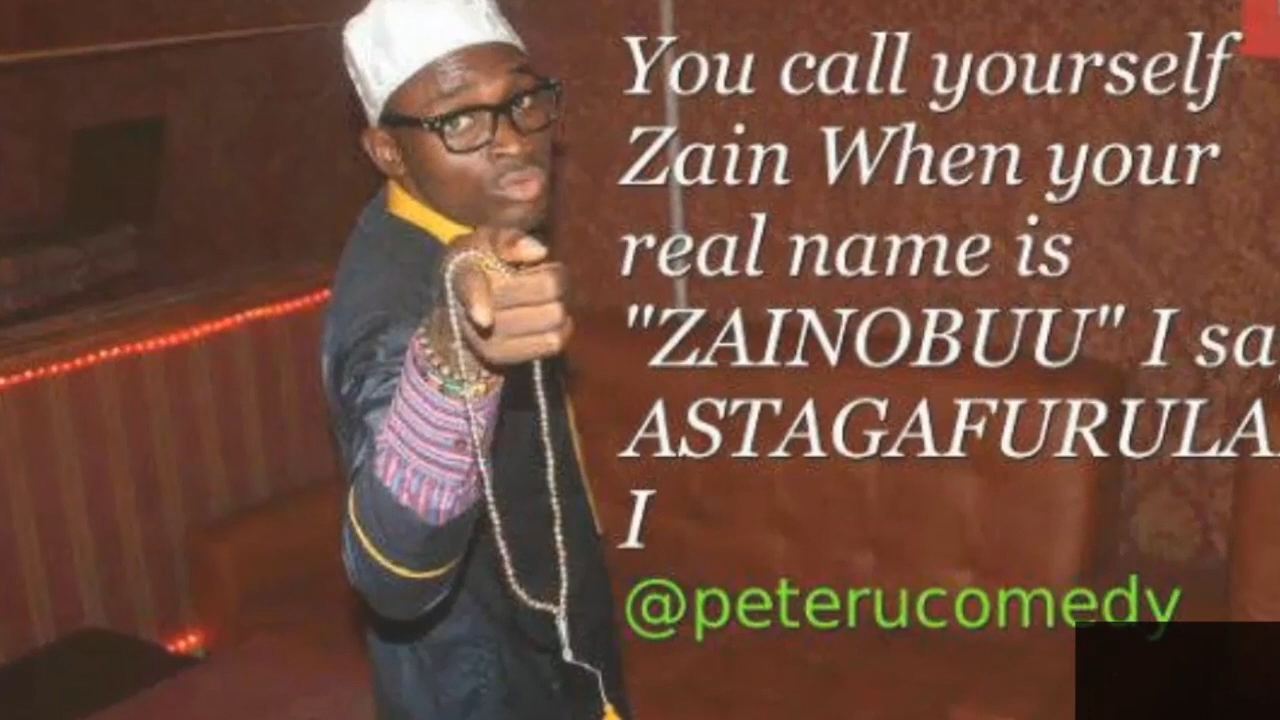 You call yourself
Zain When your
real name is
"ZAINOBUU" I sa
ASTAGAFURULA
I
@peterucomedy